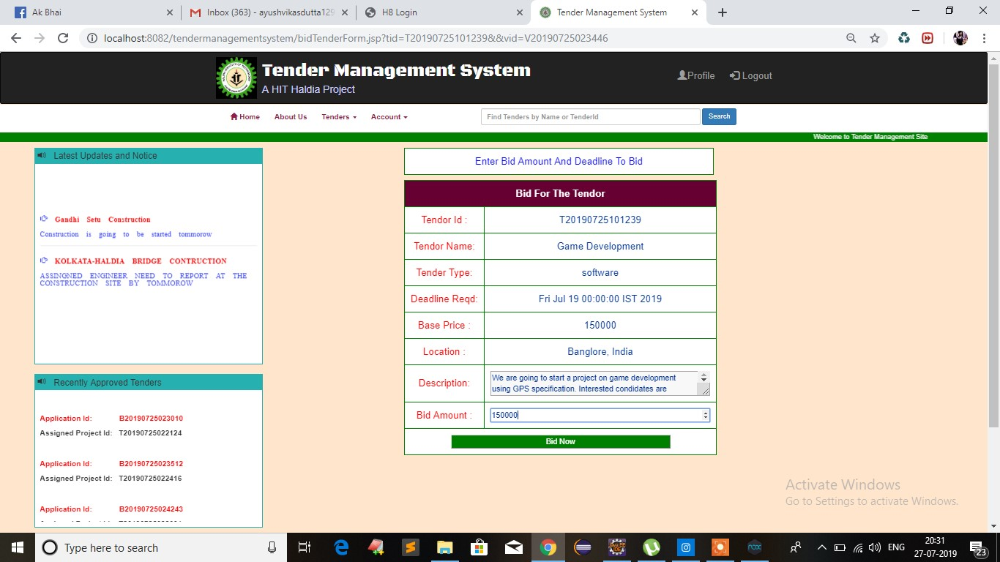 Ak Bhai
Inbox (363) - ayushvikasdutta129
H8 Login
Tender Management System
localhost:8082/tendermanagementsystem/bidTenderForm.jsp?tid=T20190725101239&&vid=V20190725023446
Tender Management System
A HIT Haldia Project
Profile
Logout
Home
About Us
Tenders
Account
Find Tenders by Name or TenderId
Search
Welcome to Tender Management Site
Latest Updates and Notice
Gandhi Setu Construction
Construction is going to be started tommorow
KOLKATA-HALDIA BRIDGE CONTRUCTION
ASSINGNED ENGINEER NEED TO REPORT AT THE
CONSTRUCTION SITE BY TOMMOROW
Recently Approved Tenders
Application Id: B20190725023010
Assigned Project Id: T20190725022124
Application Id: B20190725023512
Assigned Project Id: T20190725022416
Application Id: B20190725024243
Enter Bid Amount And Deadline To Bid
Bid For The Tendor
Tendor Id : T20190725101239
Tendor Name: Game Development
Tender Type: software
Deadline Reqd: Fri Jul 19 00:00:00 IST 2019
Base Price : 150000
Location : Banglore, India
Description: We are going to start a project on game development
using GPS specification. Interested condidates are
Bid Amount : 150000
Bid Now
Activate Windows
Go to Settings to activate Windows.
Type here to search
ENG
20:31
27-07-2019
23